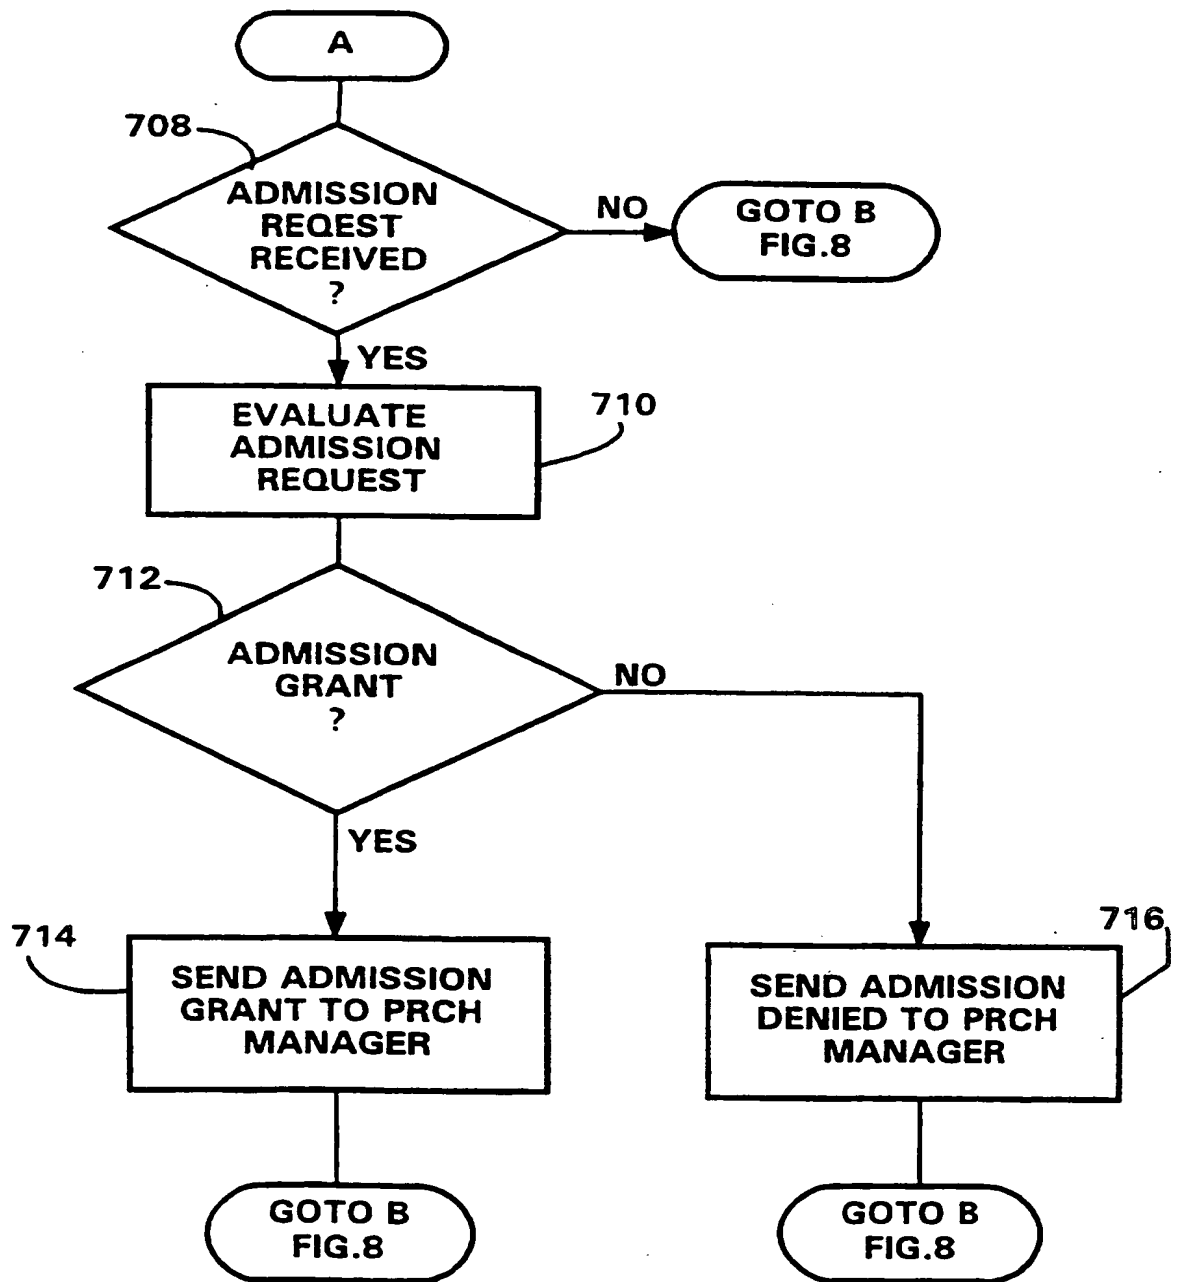 A
708
ADMISSION
REQEST
RECEIVED
?
NO
GOTO B
FIG.8
YES
EVALUATE
ADMISSION
REQUEST
710
712
ADMISSION
GRANT
?
NO
YES
714
SEND ADMISSION
GRANT TO PRCH
MANAGER
716
SEND ADMISSION
DENIED TO PRCH
MANAGER
GOTO B
FIG.8
GOTO B
FIG.8